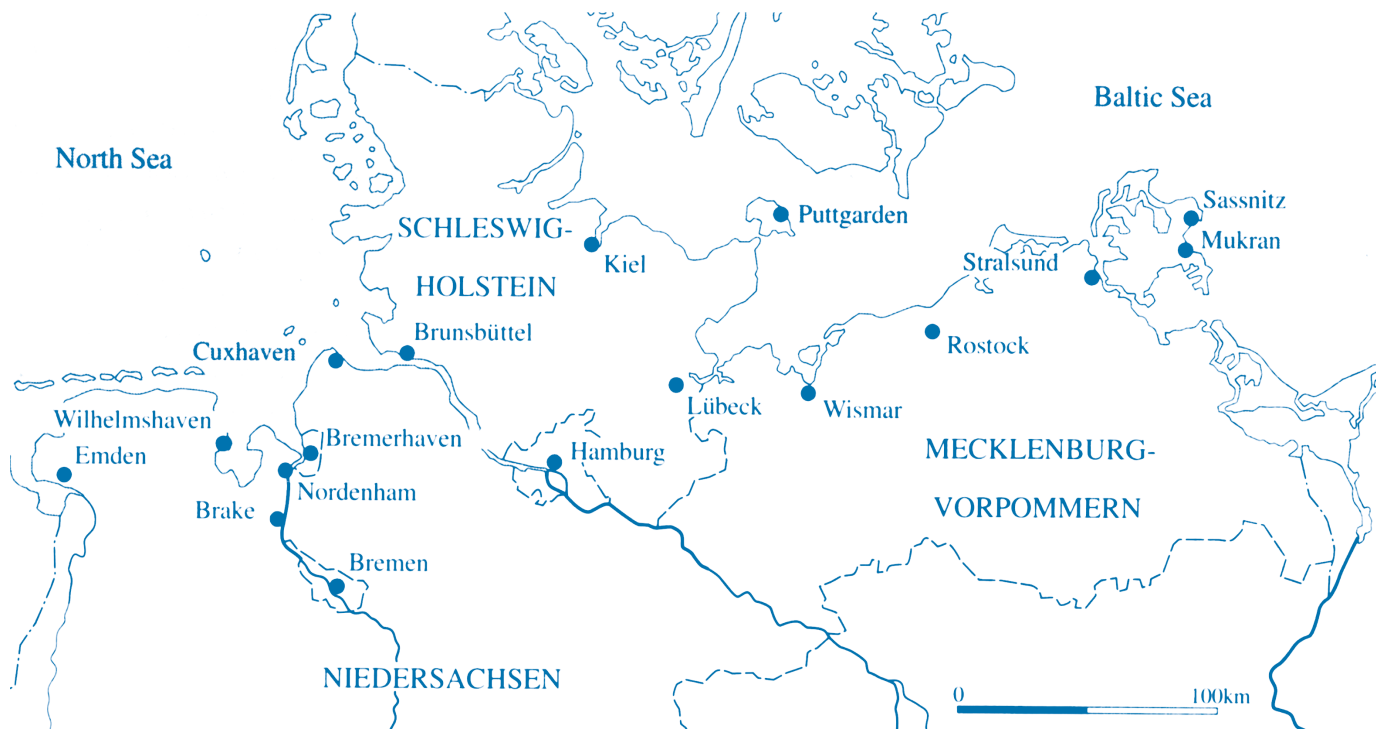 Baltic Sea
North Sea
Sassnitz
Puttgarden
SCHLESWIG-
Mukran
Kiel
Stralsund
HOLSTEIN
Brunsbüttel
Rostock
Cuxhaven
Lübeck
Wismar
Wilhelmshaven
Bremerhaven
Hamburg
MECKLENBURG-
Emden
Nordenham
VORPOMMERN
Brake
Bremen
NIEDERSACHSEN
0 100km